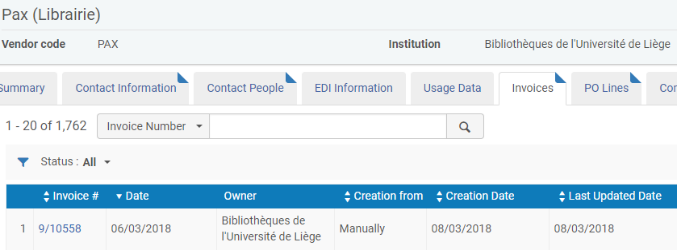 Pax (Librairie)
Vendor code PAX Institution Bibliothèques de l'Université de Liège
Summary Contact Information Contact People EDI Information Usage Data Invoices PO Lines
1 - 20 of 1,762 Invoice Number
Status : All
Invoice # Date Owner Creation from Creation Date Last Updated Date
1 9/10558 06/03/2018 Bibliothèques de l'Université de Liège Manually 08/03/2018 08/03/2018